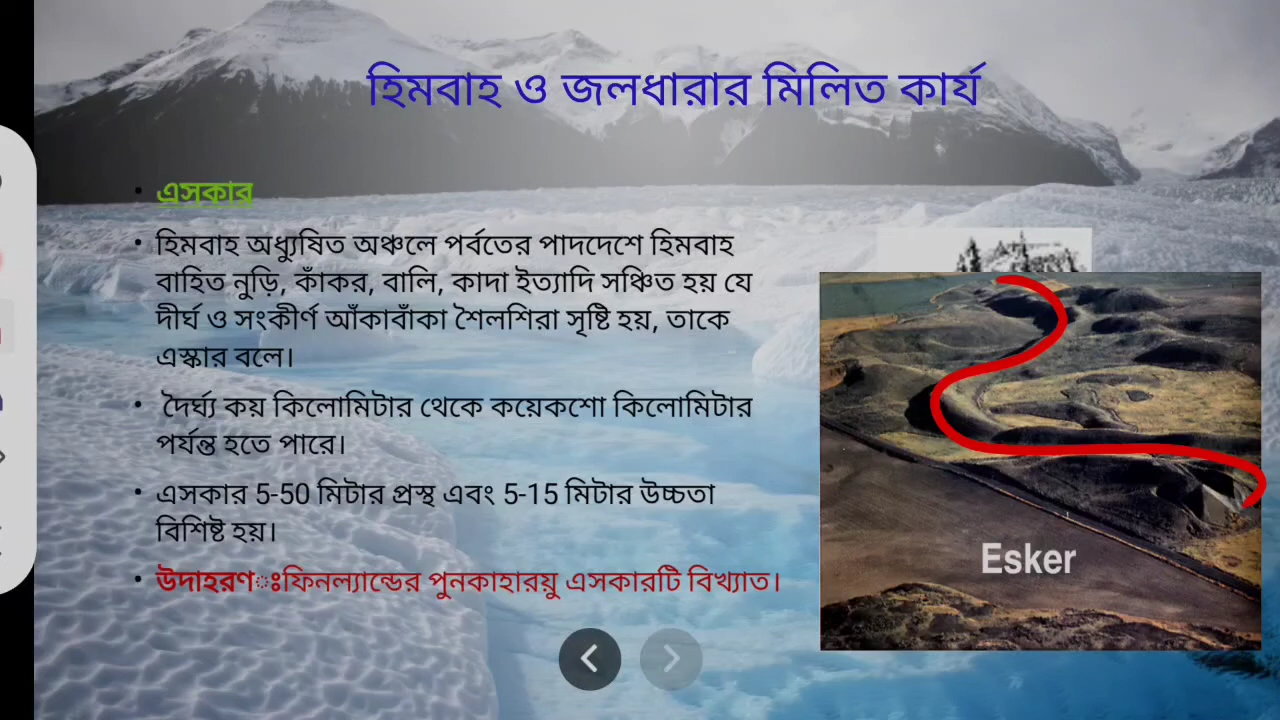 হিমবাহ ও জলধারার মিলিত কার্য
• এসকার
• হিমবাহ অধ্যুষিত অঞ্চলে পর্বতের পাদদেশে হিমবাহ
বাহিত নুড়ি, কাঁকর, বালি, কাদা ইত্যাদি সঞ্চিত হয় যে
দীর্ঘ ও সংকীর্ণ আঁকাবাঁকা শৈলশিরা সৃষ্টি হয়, তাকে
এস্কার বলে।
• দৈর্ঘ্য কয় কিলোমিটার থেকে কয়েকশো কিলোমিটার
পর্যন্ত হতে পারে।
• এসকার 5-50 মিটার প্রস্থ এবং 5-15 মিটার উচ্চতা
বিশিষ্ট হয়।
• উদাহরণঃফিনল্যান্ডের পুনকাহারয়ু এসকারটি বিখ্যাত।
Esker